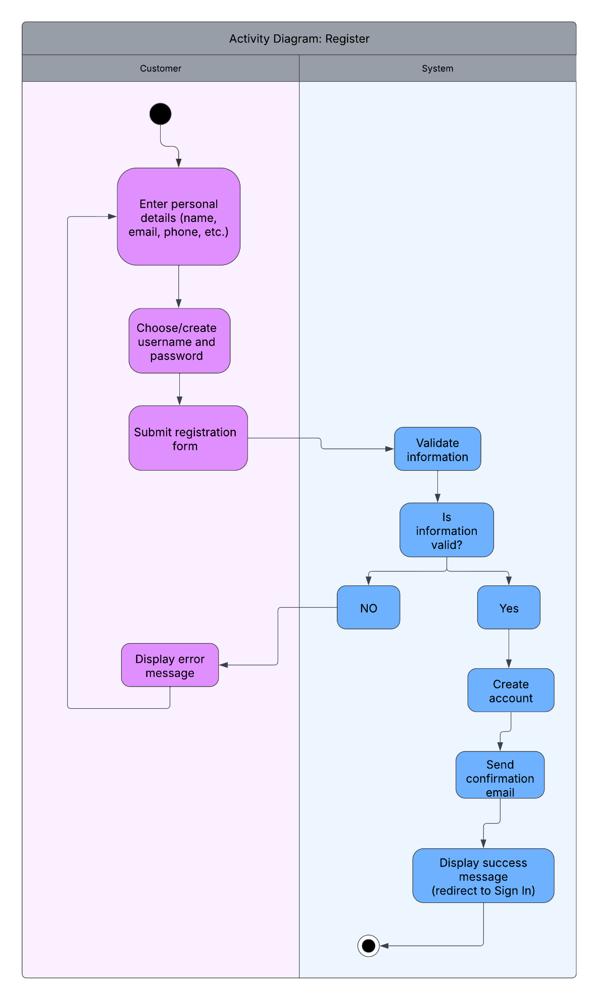 Activity Diagram: Register
Customer
System
Enter personal
details (name,
email, phone, etc.)
Choose/create
username and
password
Submit registration
form
Validate
information
Is
information
valid?
NO
Yes
Display error
message
Create
account
Send
confirmation
email
Display success
message
(redirect to Sign In)